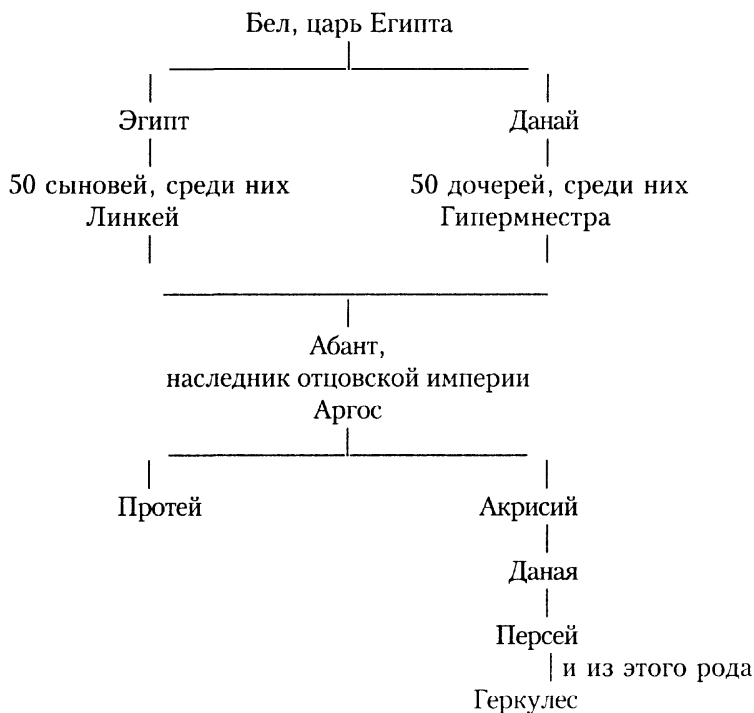 Бел, царь Египта
Эгипт Данай
50 сыновей, среди них 50 дочерей, среди них
Линкей Гипермнестра
Абант,
наследник отцовской империи
Аргос
Протей Акрисий
Даная
Персей
и из этого рода
Геркулес